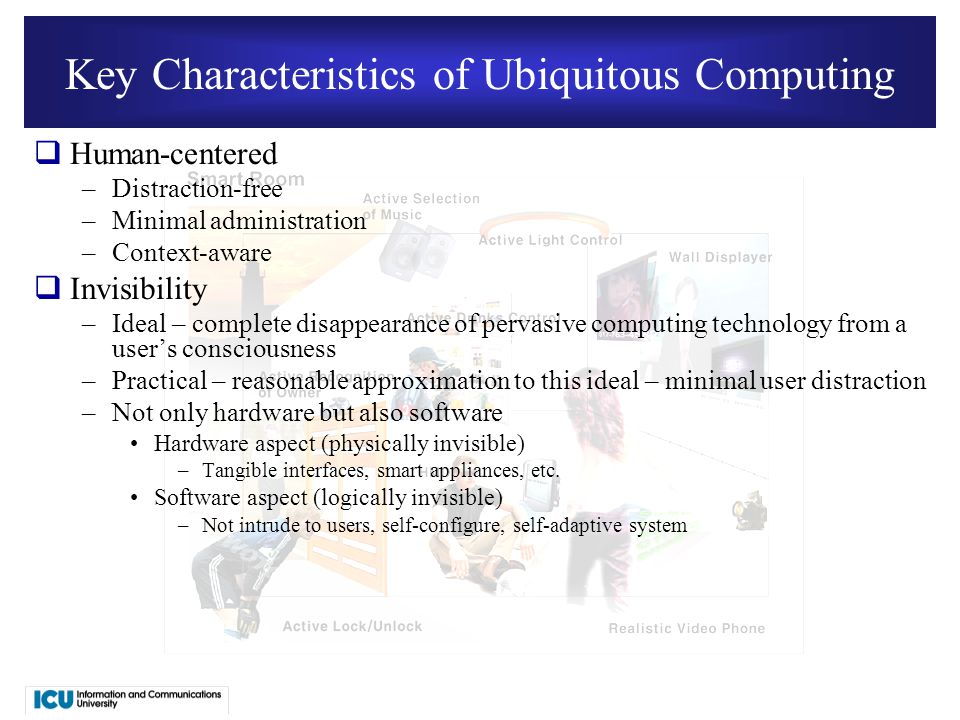 Key Characteristics of Ubiquitous Computing
Human-centered
–Distraction-free
–Minimal administration
–Context-aware
Invisibility
–Ideal – complete disappearance of pervasive computing technology from a
user’s consciousness
–Practical – reasonable approximation to this ideal – minimal user distraction
–Not only hardware but also software
•Hardware aspect (physically invisible)
–Tangible interfaces, smart appliances, etc.
•Software aspect (logically invisible)
–Not intrude to users, self-configure, self-adaptive system
Smart Room
Active Selection
of Music
Active Light Control
Wall Displayer
Active Drinks Control
Active Recognition
of Owner
Active Lock/Unlock
Realistic Video Phone
ICU Information and Communications
University